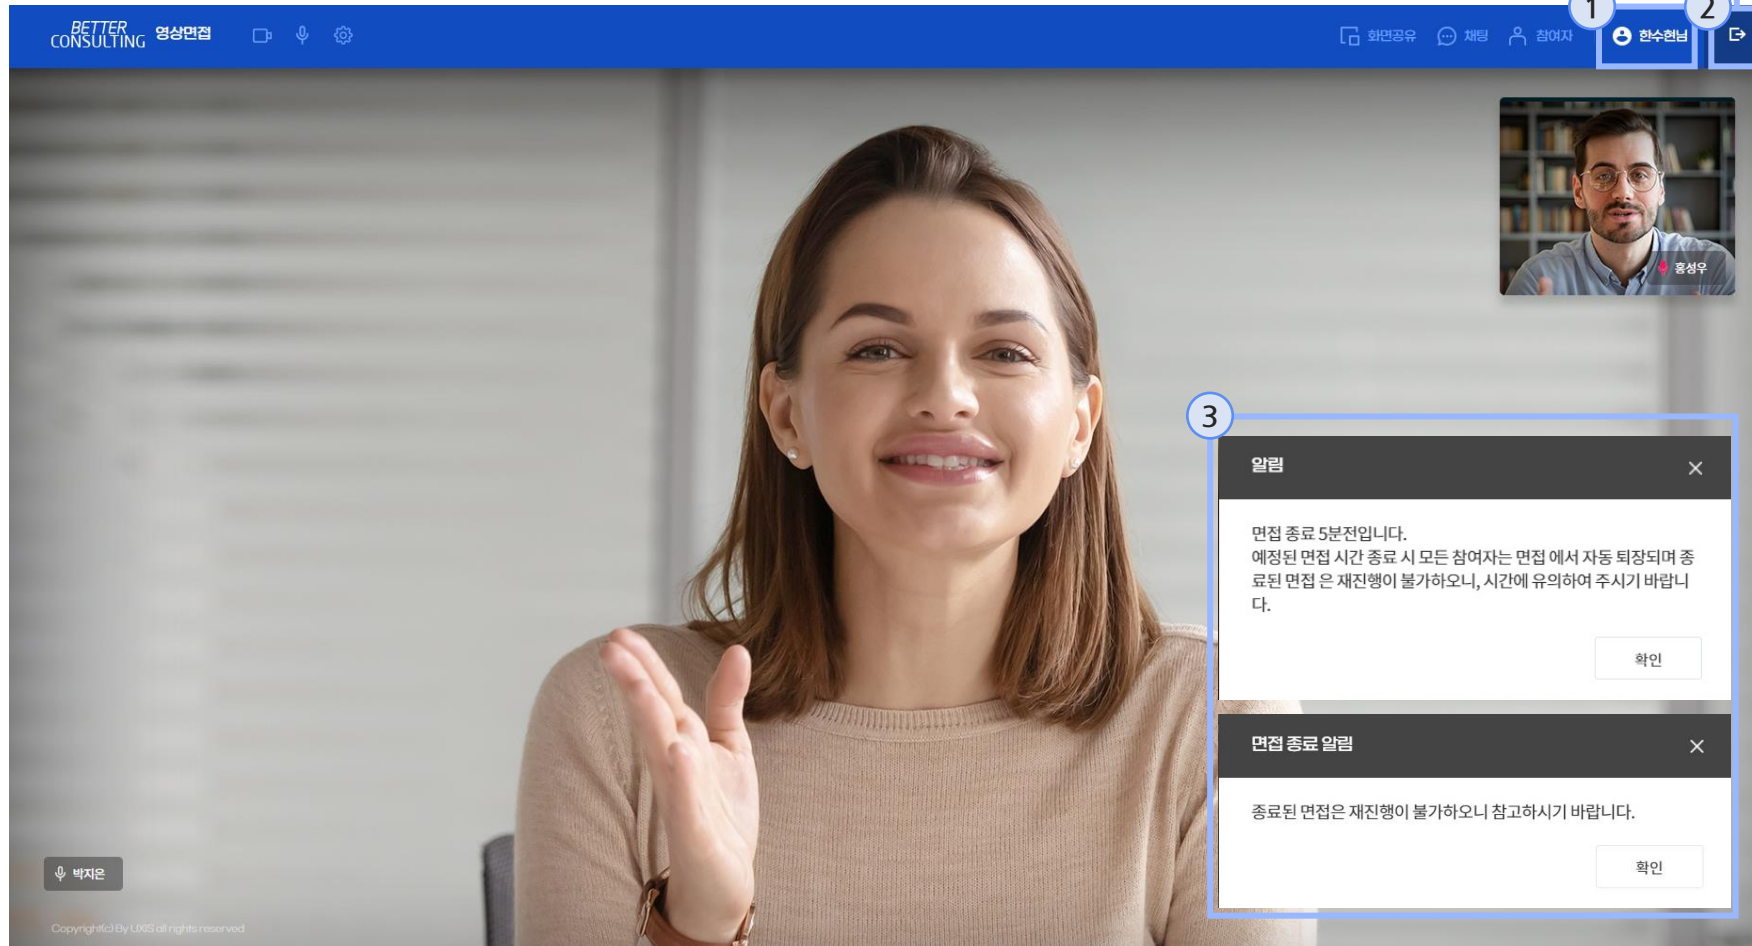 1
2
BETTER
CONSULTING
영상면접
화면공유
채팅
참여자
한수현님
홍성우
3
알림
면접 종료 5분전입니다.
예정된 면접 시간 종료 시 모든 참여자는 면접 에서 자동 퇴장되며 종
료된 면접 은 재진행이 불가하오니, 시간에 유의하여 주시기 바랍니
다.
확인
면접 종료 알림
종료된 면접은 재진행이 불가하오니 참고하시기 바랍니다.
확인
박지은
Copyright(c) By UXIS all rights reserved